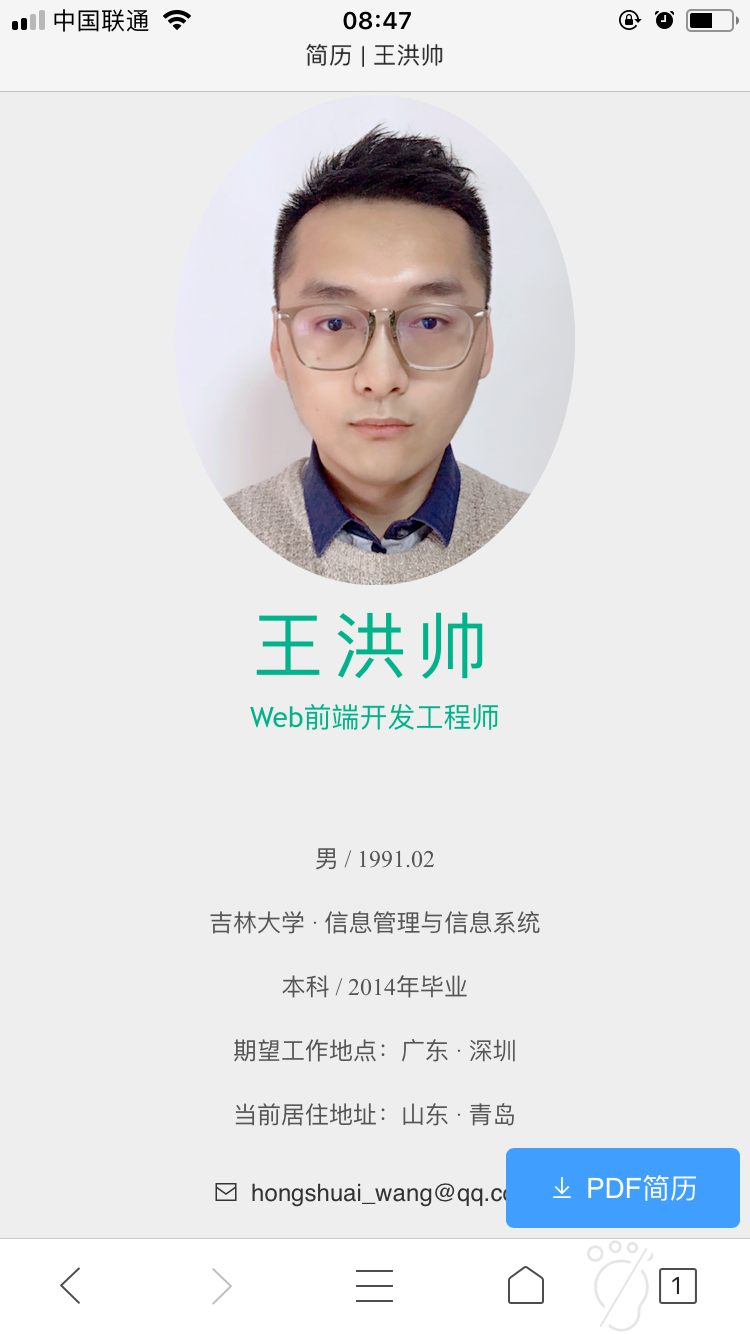 中国联通 08:47
简历 | 王洪帅
王洪帅
Web前端开发工程师
男 / 1991.02
吉林大学 · 信息管理与信息系统
本科 / 2014年毕业
期望工作地点：广东 · 深圳
当前居住地址：山东 · 青岛
hongshuai_wang@qq.c
PDF简历
1